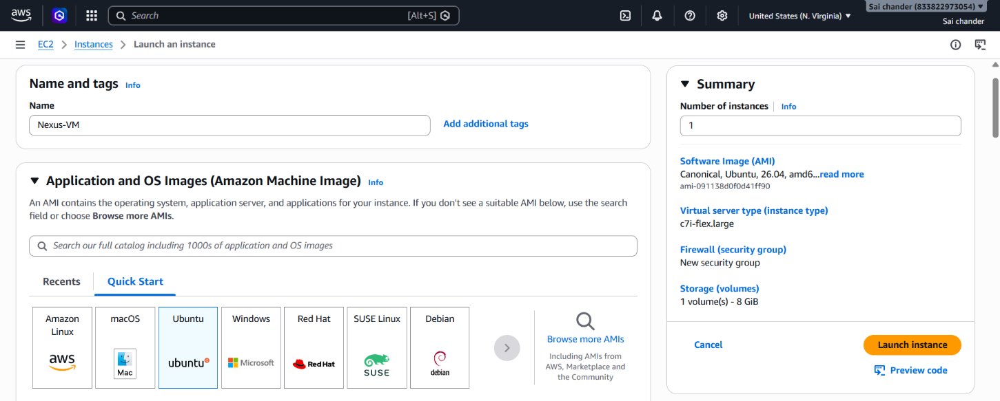 aws
Search
[Alt+S]
United States (N. Virginia)
Sai chander (833822973054)
Sai chander
EC2
Instances
Launch an instance
Name and tags Info
Name
Nexus-VM
Add additional tags
Application and OS Images (Amazon Machine Image) Info
An AMI contains the operating system, application server, and applications for your instance. If you don't see a suitable AMI below, use the search
field or choose Browse more AMIs.
Search our full catalog including 1000s of application and OS images
Recents
Quick Start
Amazon
Linux
aws
macOS
Mac
Ubuntu
ubuntu
Windows
Microsoft
Red Hat
Red Hat
SUSE Linux
SUSE
Debian
debian
Browse more AMIs
Including AMIs from
AWS, Marketplace and
the Community
Summary
Number of instances Info
1
Software Image (AMI)
Canonical, Ubuntu, 26.04, amd6...read more
ami-091138d0f0d41ff90
Virtual server type (instance type)
c7i-flex.large
Firewall (security group)
New security group
Storage (volumes)
1 volume(s) - 8 GiB
Cancel
Launch instance
Preview code